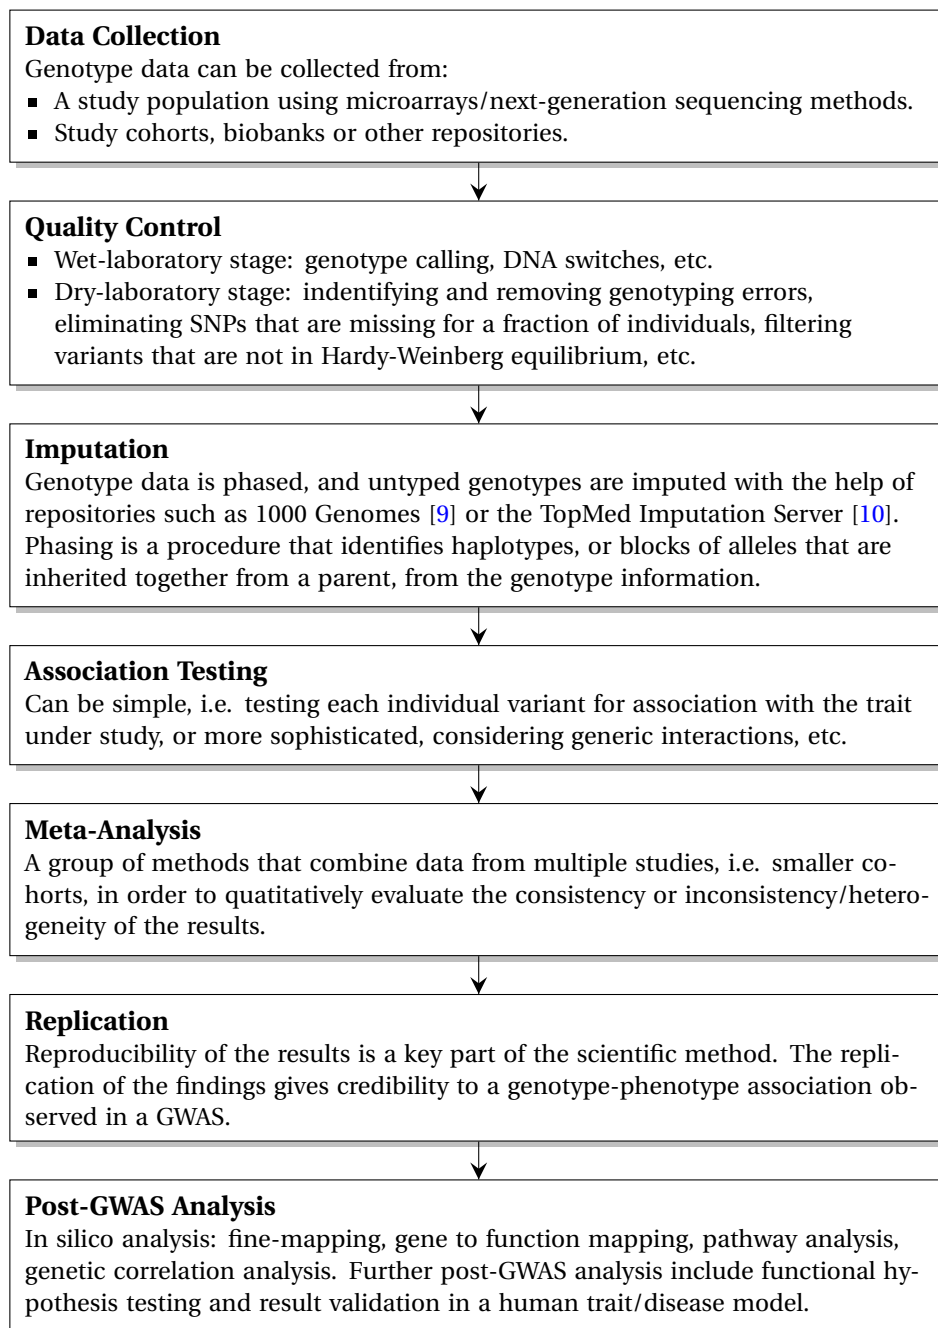 Data Collection
Genotype data can be collected from:
▪ A study population using microarrays/next-generation sequencing methods.
▪ Study cohorts, biobanks or other repositories.
Quality Control
▪ Wet-laboratory stage: genotype calling, DNA switches, etc.
▪ Dry-laboratory stage: indentifying and removing genotyping errors,
eliminating SNPs that are missing for a fraction of individuals, filtering
variants that are not in Hardy-Weinberg equilibrium, etc.
Imputation
Genotype data is phased, and untyped genotypes are imputed with the help of
repositories such as 1000 Genomes [9] or the TopMed Imputation Server [10].
Phasing is a procedure that identifies haplotypes, or blocks of alleles that are
inherited together from a parent, from the genotype information.
Association Testing
Can be simple, i.e. testing each individual variant for association with the trait
under study, or more sophisticated, considering generic interactions, etc.
Meta-Analysis
A group of methods that combine data from multiple studies, i.e. smaller co-
horts, in order to quatitatively evaluate the consistency or inconsistency/hetero-
geneity of the results.
Replication
Reproducibility of the results is a key part of the scientific method. The repli-
cation of the findings gives credibility to a genotype-phenotype association ob-
served in a GWAS.
Post-GWAS Analysis
In silico analysis: fine-mapping, gene to function mapping, pathway analysis,
genetic correlation analysis. Further post-GWAS analysis include functional hy-
pothesis testing and result validation in a human trait/disease model.